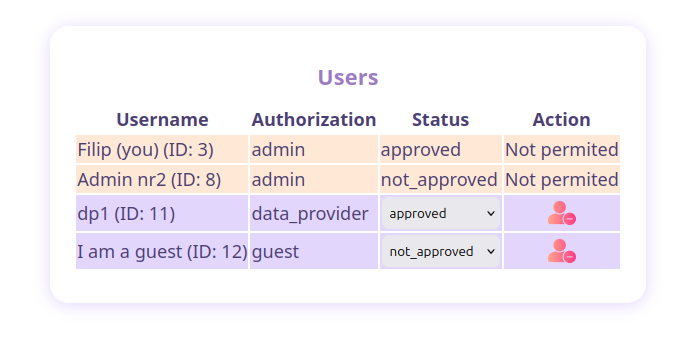 Users
Username Authorization Status Action
Filip (you) (ID: 3) admin approved Not permited
Admin nr2 (ID: 8) admin not_approved Not permited
dp1 (ID: 11) data_provider approved
I am a guest (ID: 12) guest not_approved